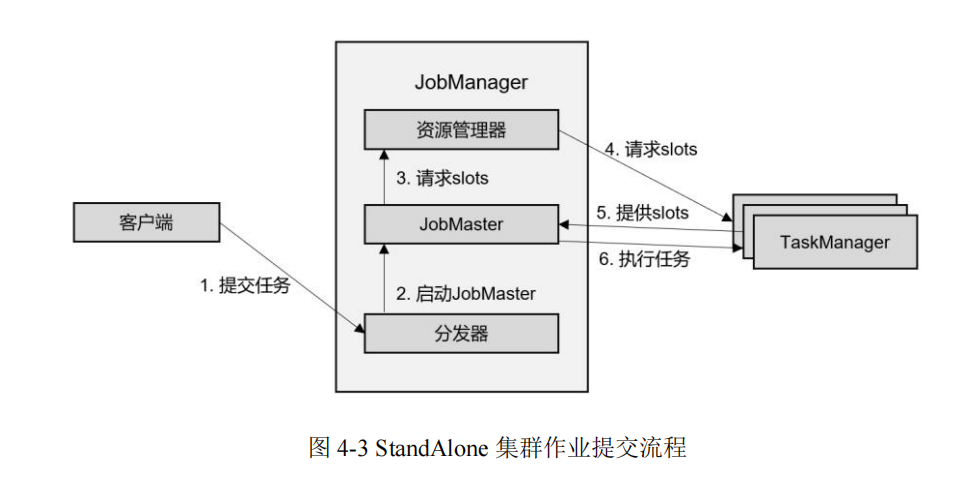 JobManager
资源管理器
4. 请求slots
3. 请求slots
客户端
JobMaster
5. 提供slots
TaskManager
6. 执行任务
1. 提交任务
2. 启动JobMaster
分发器
图 4-3 StandAlone 集群作业提交流程